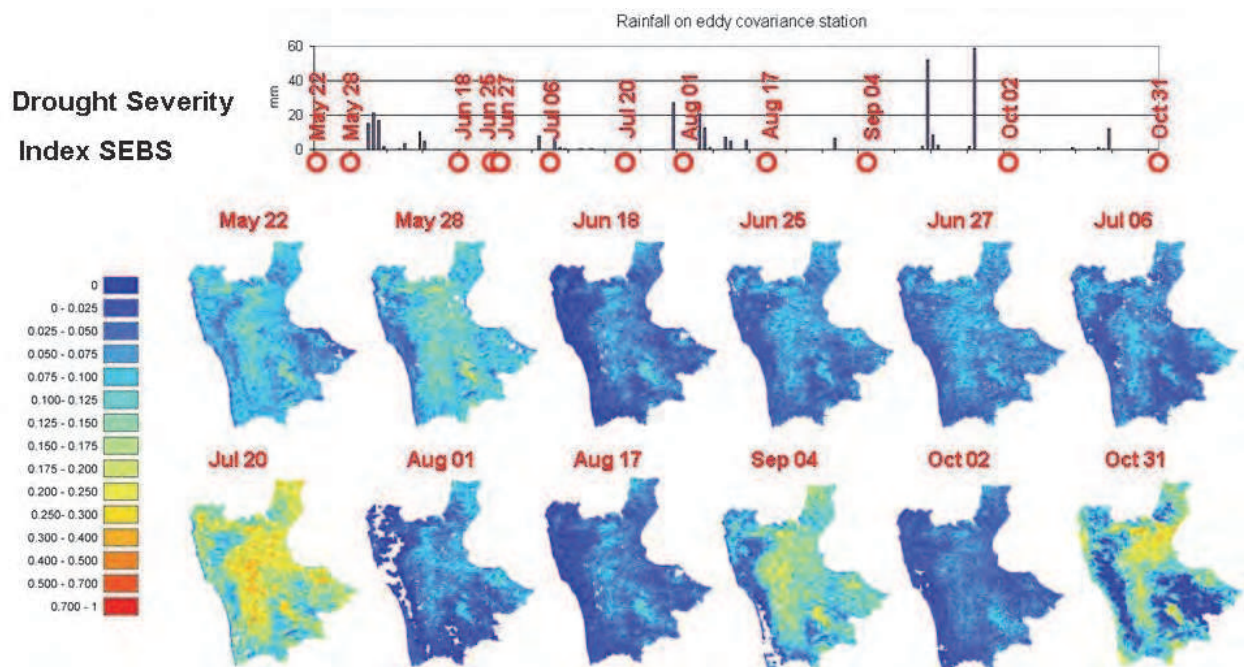 Rainfall on eddy covariance station
60
40
20
0
mm
May 22
May 28
Jun 18
Jun 25
Jun 27
Jul 06
Jul 20
Aug 01
Aug 17
Sep 04
Oct 02
Oct 31
Drought Severity
Index SEBS
May 22 May 28 Jun 18 Jun 25 Jun 27 Jul 06
0
0 - 0.025
0.025 - 0.050
0.050 - 0.075
0.075 - 0.100
0.100- 0.125
0.125 - 0.150
0.150 - 0.175
0.175 - 0.200
0.200 - 0.250
0.250 - 0.300
0.300 - 0.400
0.400 - 0.500
0.500 - 0.700
0.700 - 1
Jul 20 Aug 01 Aug 17 Sep 04 Oct 02 Oct 31